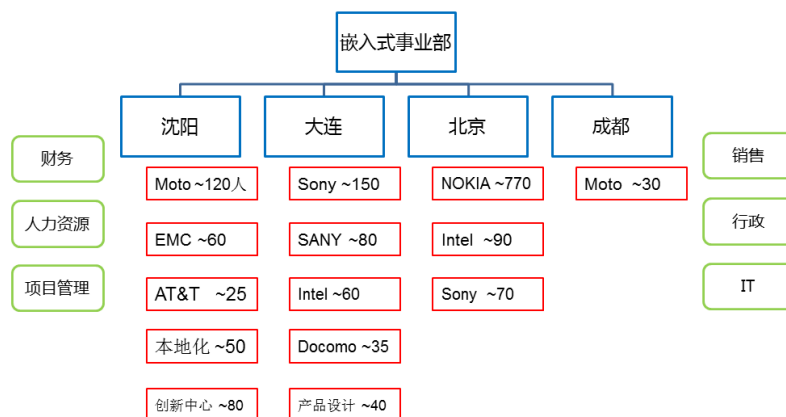 嵌入式事业部
沈阳
大连
北京
成都
财务
人力资源
项目管理
Moto ~120人
EMC ~60
AT&T ~25
本地化 ~50
创新中心 ~80
Sony ~150
SANY ~80
Intel ~60
Docomo ~35
产品设计 ~40
NOKIA ~770
Intel ~90
Sony ~70
Moto ~30
销售
行政
IT